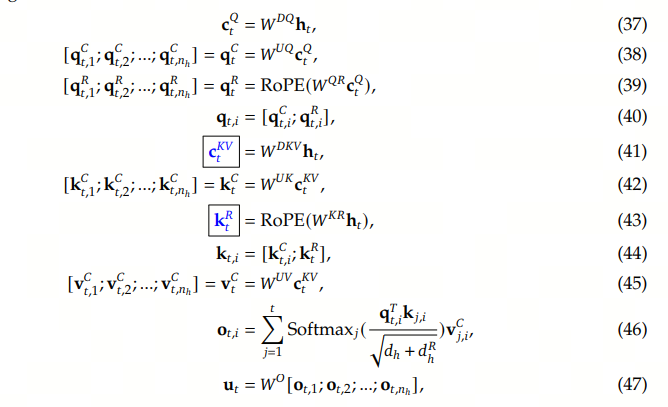 c_t^Q = W^{DQ} h_t, (37)
[q_{t,1}^C; q_{t,2}^C; ...; q_{t,n_h}^C] = q_t^C = W^{UQ} c_t^Q, (38)
[q_{t,1}^R; q_{t,2}^R; ...; q_{t,n_h}^R] = q_t^R = RoPE(W^{QR} c_t^Q), (39)
q_{t,i} = [q_{t,i}^C; q_{t,i}^R], (40)
c_t^{KV} = W^{DKV} h_t, (41)
[k_{t,1}^C; k_{t,2}^C; ...; k_{t,n_h}^C] = k_t^C = W^{UK} c_t^{KV}, (42)
k_t^R = RoPE(W^{KR} h_t), (43)
k_{t,i} = [k_{t,i}^C; k_t^R], (44)
[v_{t,1}^C; v_{t,2}^C; ...; v_{t,n_h}^C] = v_t^C = W^{UV} c_t^{KV}, (45)
o_{t,i} = \sum_{j=1}^{t} Softmax_j(\frac{q_{t,i}^T k_{j,i}}{\sqrt{d_h + d_h^R}}) v_{j,i}^C, (46)
u_t = W^O [o_{t,1}; o_{t,2}; ...; o_{t,n_h}], (47)